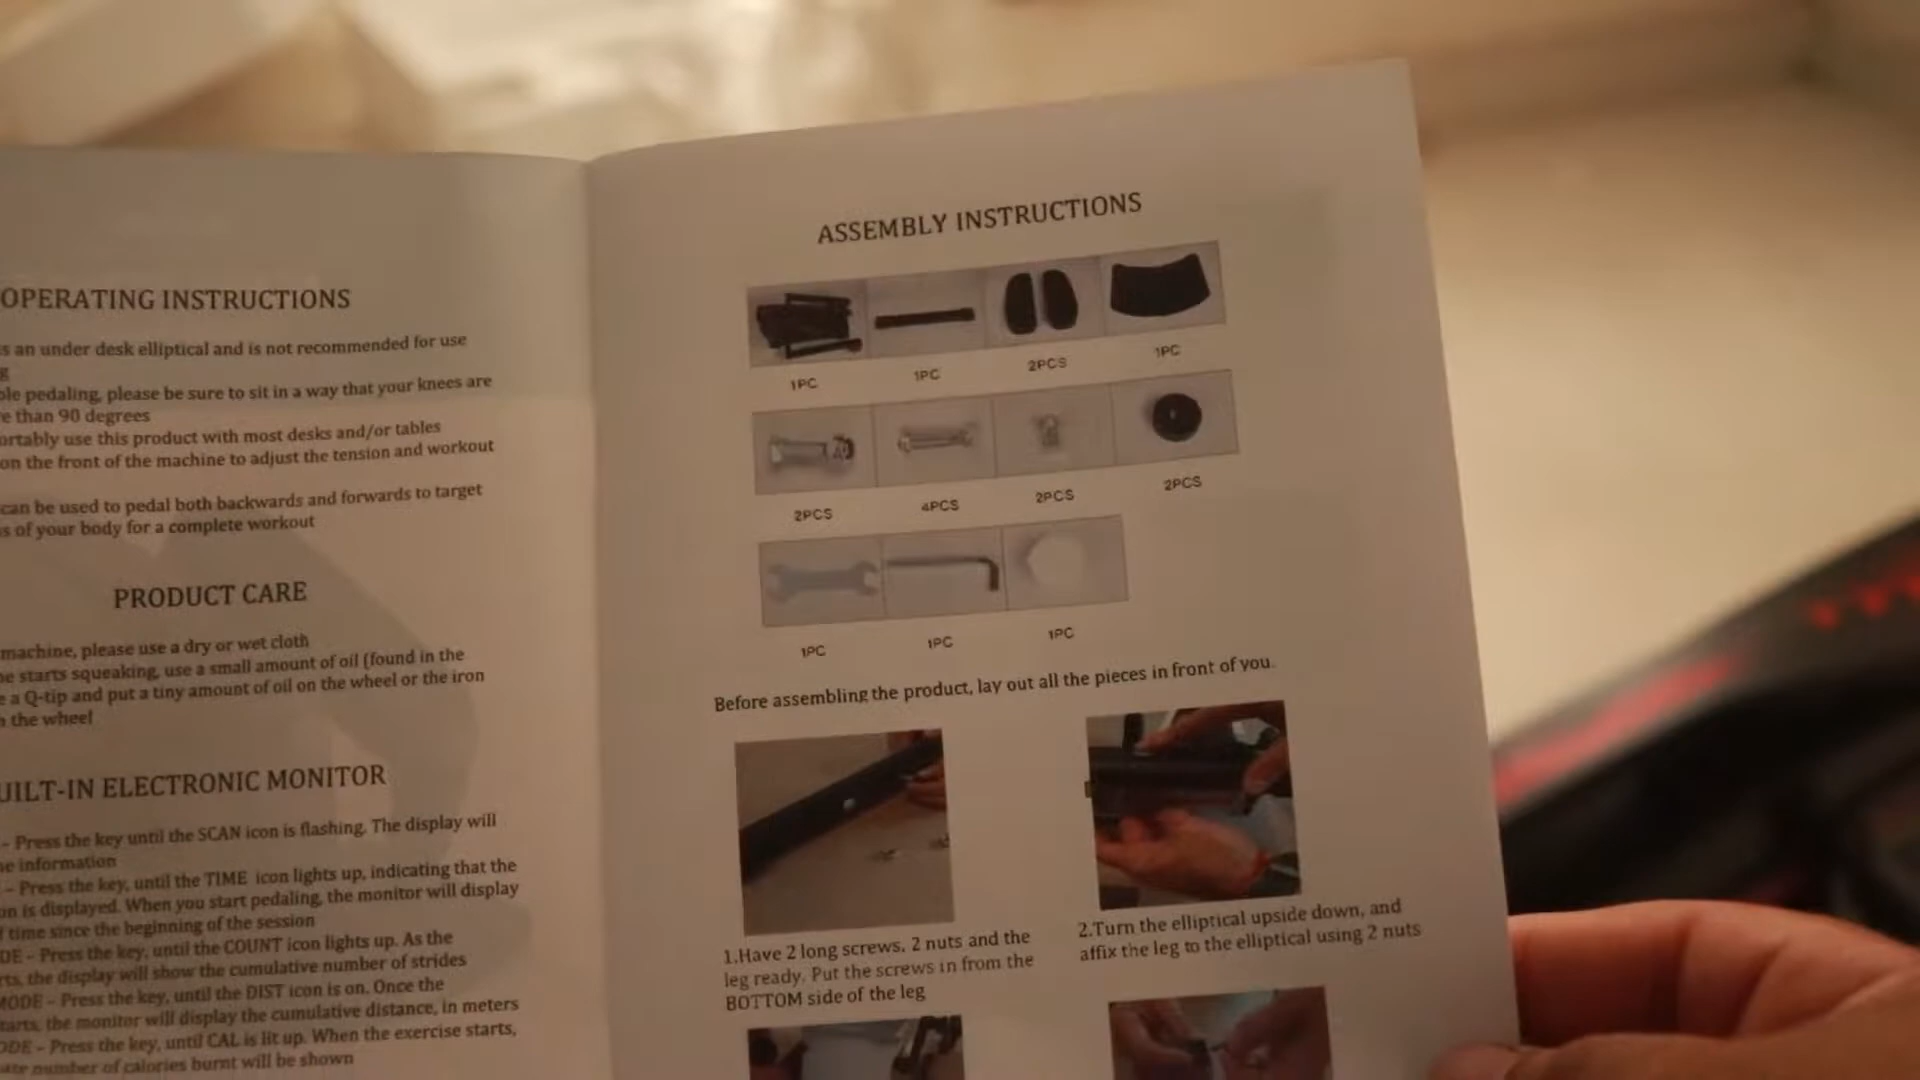 OPERATING INSTRUCTIONS
s an under desk elliptical and is not recommended for use
g
ble pedaling, please be sure to sit in a way that your knees are
e than 90 degrees
ortably use this product with most desks and/or tables
on the front of the machine to adjust the tension and workout
can be used to pedal both backwards and forwards to target
s of your body for a complete workout
PRODUCT CARE
machine, please use a dry or wet cloth
e starts squeaking, use a small amount of oil (found in the
e a Q-tip and put a tiny amount of oil on the wheel or the iron
the wheel
UILT-IN ELECTRONIC MONITOR
– Press the key until the SCAN icon is flashing. The display will
e information
– Press the key, until the TIME icon lights up, indicating that the
on is displayed. When you start pedaling, the monitor will display
f time since the beginning of the session
DE – Press the key, until the COUNT icon lights up. As the
rts, the display will show the cumulative number of strides
MODE – Press the key, until the DIST icon is on. Once the
tarts, the monitor will display the cumulative distance, in meters
ODE – Press the key, until CAL is lit up. When the exercise starts,
ate number of calories burnt will be shown
ASSEMBLY INSTRUCTIONS
1PC 1PC 2PCS 1PC
2PCS 4PCS 2PCS 2PCS
1PC 1PC 1PC
Before assembling the product, lay out all the pieces in front of you.
1.Have 2 long screws, 2 nuts and the
leg ready. Put the screws in from the
BOTTOM side of the leg
2.Turn the elliptical upside down, and
affix the leg to the elliptical using 2 nuts